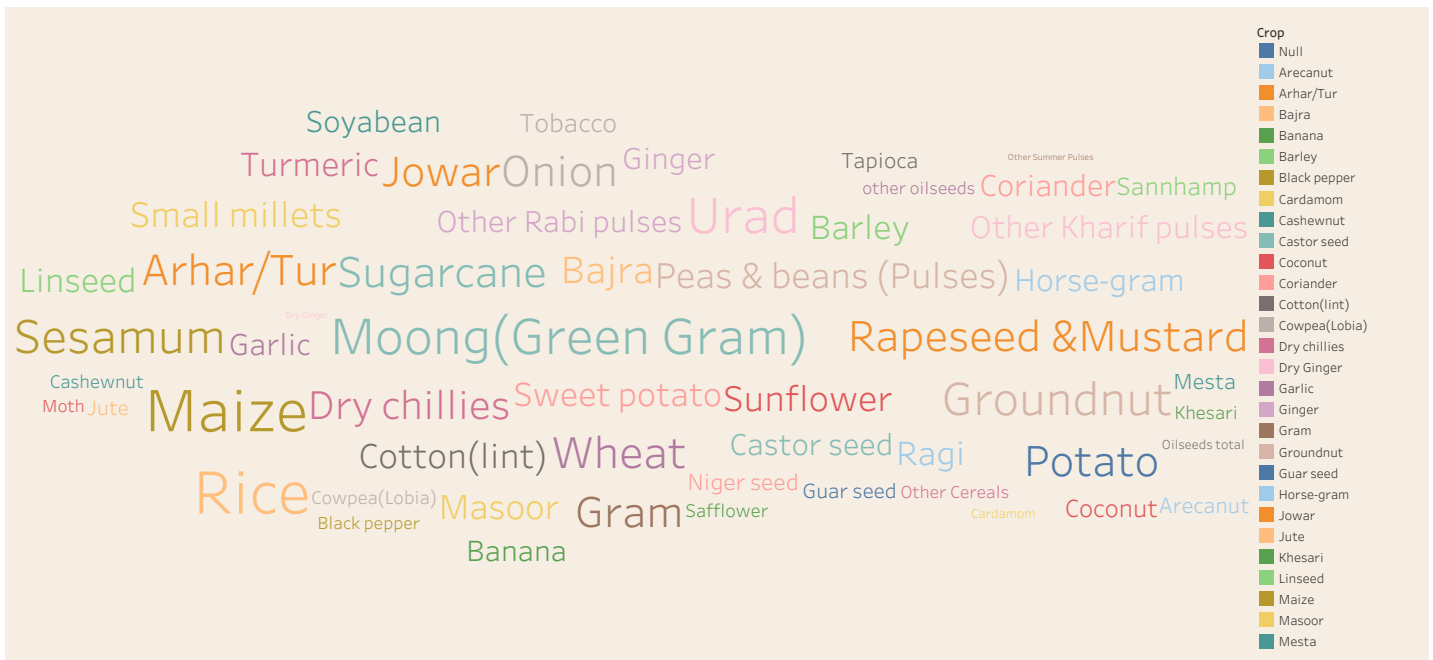 Soyabean
Tobacco
Turmeric
Jowar
Onion
Ginger
Tapioca
Other Summer Pulses
other oilseeds
Coriander
Sannhamp
Small millets
Other Rabi pulses
Urad
Barley
Other Kharif pulses
Linseed
Arhar/Tur
Sugarcane
Bajra
Peas & beans (Pulses)
Horse-gram
Dry Ginger
Sesamum
Garlic
Moong(Green Gram)
Rapeseed &Mustard
Cashewnut
Moth
Jute
Maize
Dry chillies
Sweet potato
Sunflower
Groundnut
Mesta
Khesari
Cotton(lint)
Wheat
Castor seed
Ragi
Potato
Oilseeds total
Rice
Cowpea(Lobia)
Black pepper
Masoor
Gram
Niger seed
Safflower
Guar seed
Other Cereals
Cardamom
Coconut
Arecanut
Banana
Crop
Null
Arecanut
Arhar/Tur
Bajra
Banana
Barley
Black pepper
Cardamom
Cashewnut
Castor seed
Coconut
Coriander
Cotton(lint)
Cowpea(Lobia)
Dry chillies
Dry Ginger
Garlic
Ginger
Gram
Groundnut
Guar seed
Horse-gram
Jowar
Jute
Khesari
Linseed
Maize
Masoor
Mesta